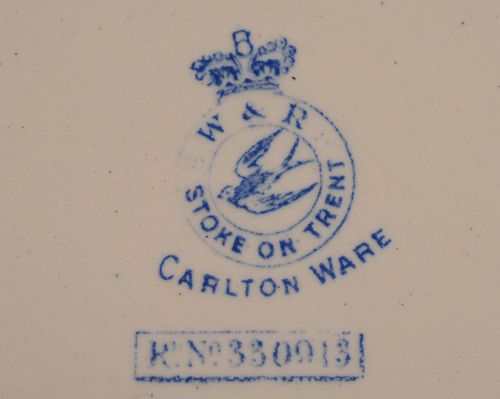 W & R
STOKE ON TRENT
CARLTON WARE
Rd. No. 330913